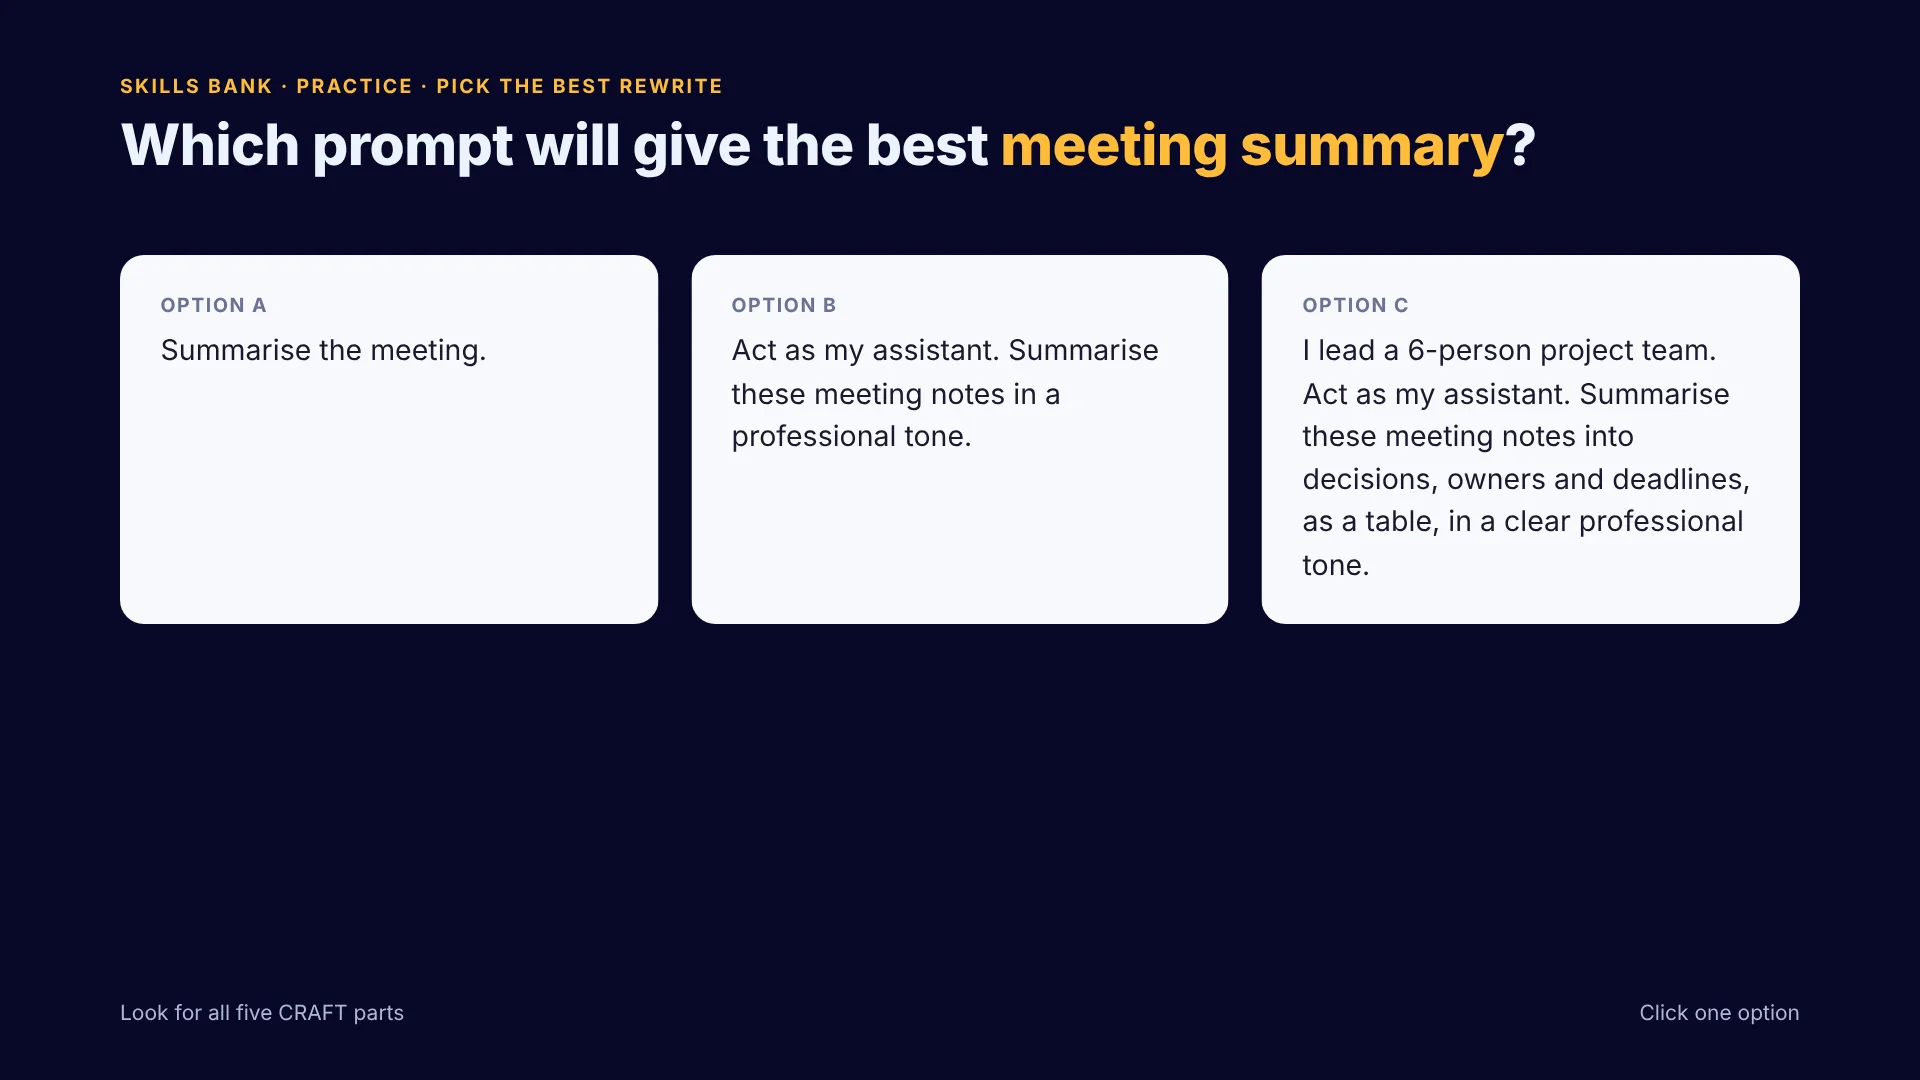 SKILLS BANK · PRACTICE · PICK THE BEST REWRITE
Which prompt will give the best meeting summary?
OPTION A
Summarise the meeting.
OPTION B
Act as my assistant. Summarise
these meeting notes in a
professional tone.
OPTION C
I lead a 6-person project team.
Act as my assistant. Summarise
these meeting notes into
decisions, owners and deadlines,
as a table, in a clear professional
tone.
Look for all five CRAFT parts
Click one option